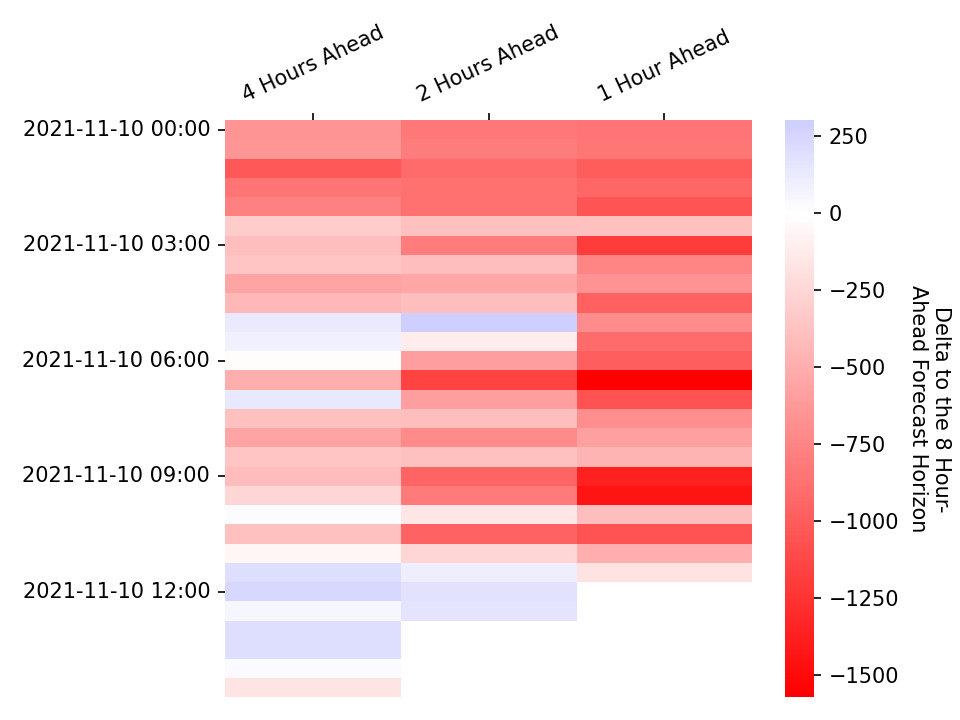 4 Hours Ahead
2 Hours Ahead
1 Hour Ahead
2021-11-10 00:00
2021-11-10 03:00
2021-11-10 06:00
2021-11-10 09:00
2021-11-10 12:00
250
0
−250
−500
−750
−1000
−1250
−1500
Delta to the 8 Hour-
Ahead Forecast Horizon